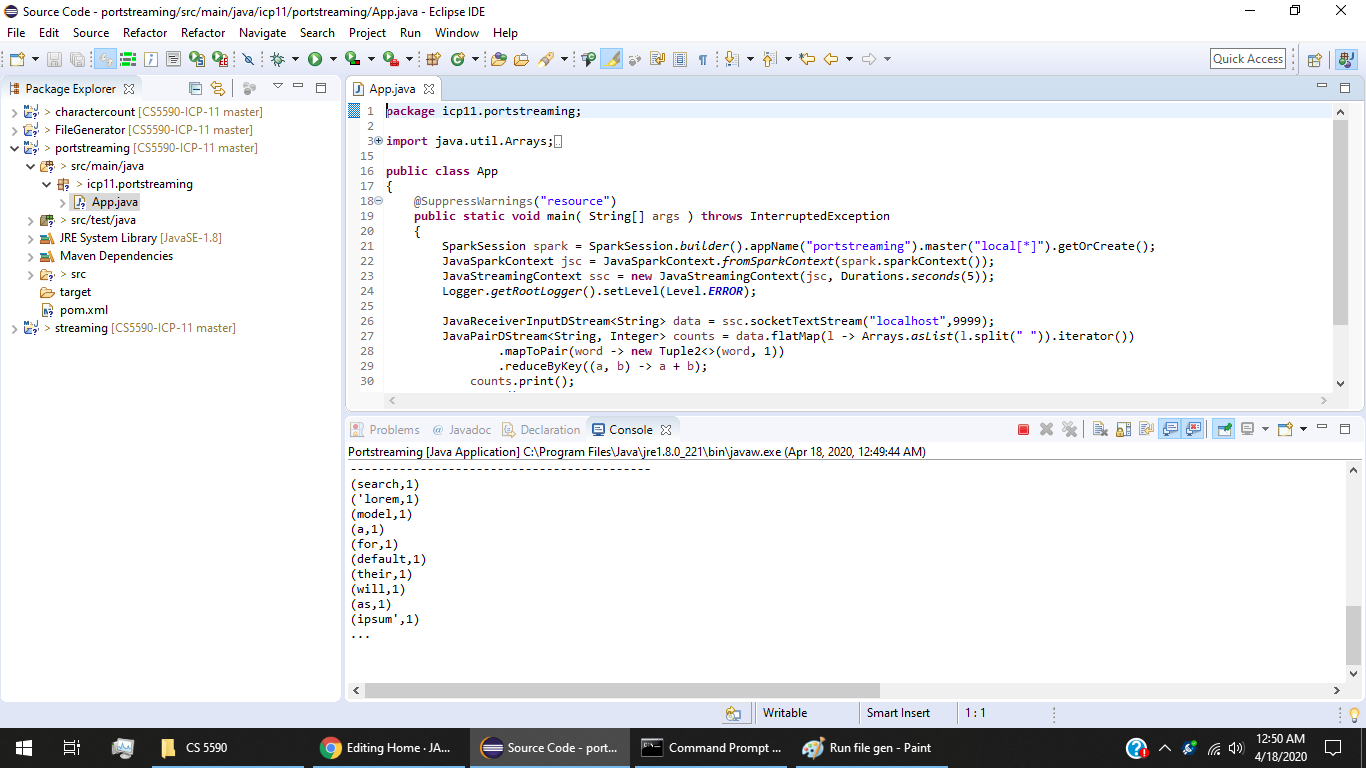 Source Code - portstreaming/src/main/java/icp11/portstreaming/App.java - Eclipse IDE
File Edit Source Refactor Refactor Navigate Search Project Run Window Help
Quick Access
Package Explorer
> charactercount [CS5590-ICP-11 master]
> FileGenerator [CS5590-ICP-11 master]
> portstreaming [CS5590-ICP-11 master]
> src/main/java
> icp11.portstreaming
App.java
> src/test/java
JRE System Library [JavaSE-1.8]
Maven Dependencies
> src
target
pom.xml
> streaming [CS5590-ICP-11 master]
App.java
1 package icp11.portstreaming;
2
3 import java.util.Arrays;
15
16 public class App
17 {
18 @SuppressWarnings("resource")
19 public static void main( String[] args ) throws InterruptedException
20 {
21 SparkSession spark = SparkSession.builder().appName("portstreaming").master("local[*]").getOrCreate();
22 JavaSparkContext jsc = JavaSparkContext.fromSparkContext(spark.sparkContext());
23 JavaStreamingContext ssc = new JavaStreamingContext(jsc, Durations.seconds(5));
24 Logger.getRootLogger().setLevel(Level.ERROR);
25
26 JavaReceiverInputDStream<String> data = ssc.socketTextStream("localhost",9999);
27 JavaPairDStream<String, Integer> counts = data.flatMap(l -> Arrays.asList(l.split(" ")).iterator())
28 .mapToPair(word -> new Tuple2<>(word, 1))
29 .reduceByKey((a, b) -> a + b);
30 counts.print();
Problems @ Javadoc Declaration Console
Portstreaming [Java Application] C:\Program Files\Java\jre1.8.0_221\bin\javaw.exe (Apr 18, 2020, 12:49:44 AM)
-------------------------------------------
(search,1)
('lorem,1)
(model,1)
(a,1)
(for,1)
(default,1)
(their,1)
(will,1)
(as,1)
(ipsum',1)
...
Writable Smart Insert 1 : 1
CS 5590 Editing Home · JA... Source Code - port... Command Prompt ... Run file gen - Paint
12:50 AM
4/18/2020